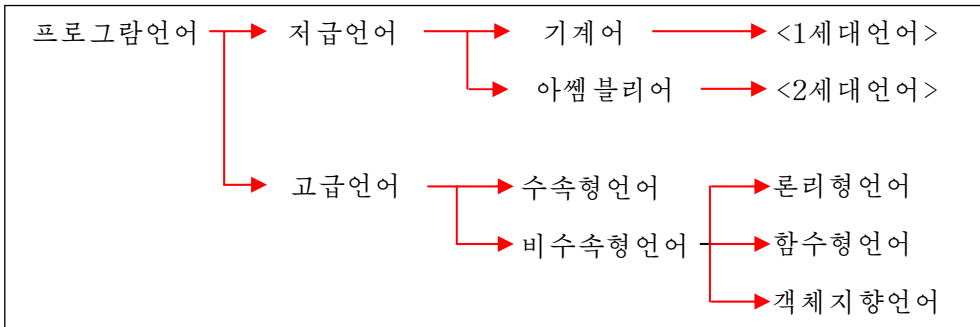 프로그람언어 저급언어 기계어 <1세대언어>
아쎔블리어 <2세대언어>
고급언어 수속형언어 론리형언어
비수속형언어 함수형언어
객체지향언어